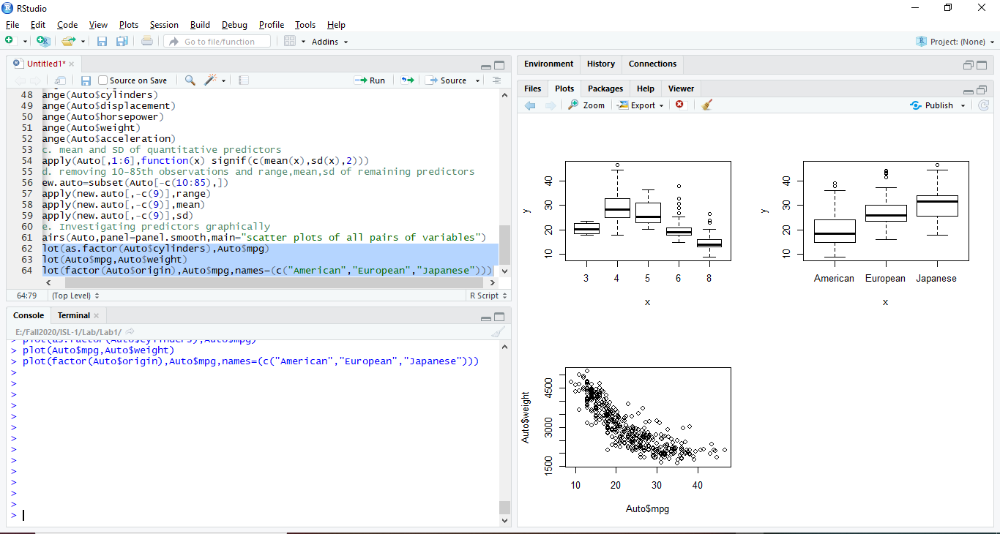 RStudio
File Edit Code View Plots Session Build Debug Profile Tools Help
Go to file/function Addins Project: (None)
Untitled1*
Source on Save Run Source
48 ange(Auto$cylinders)
49 ange(Auto$displacement)
50 ange(Auto$horsepower)
51 ange(Auto$weight)
52 ange(Auto$acceleration)
53 c. mean and SD of quantitative predictors
54 apply(Auto[,1:6],function(x) signif(c(mean(x),sd(x),2)))
55 d. removing 10-85th observations and range,mean,sd of remaining predictors
56 ew.auto=subset(Auto[-c(10:85),])
57 apply(new.auto[,-c(9)],range)
58 apply(new.auto[,-c(9)],mean)
59 apply(new.auto[,-c(9)],sd)
60 e. Investigating predictors graphically
61 airs(Auto,panel=panel.smooth,main="scatter plots of all pairs of variables")
62 lot(as.factor(Auto$cylinders),Auto$mpg)
63 lot(Auto$mpg,Auto$weight)
64 lot(factor(Auto$origin),Auto$mpg,names=(c("American","European","Japanese")))
64:79 (Top Level) R Script
Console Terminal
E:/Fall2020/ISL-1/Lab/Lab1/
> plot(as.factor(Auto$cylinders),Auto$mpg)
> plot(Auto$mpg,Auto$weight)
> plot(factor(Auto$origin),Auto$mpg,names=(c("American","European","Japanese")))
>
>
>
>
>
>
>
>
>
>
>
>
>
>
Environment History Connections
Files Plots Packages Help Viewer
Zoom Export Publish
y
10 20 30 40
3 4 5 6 8
x
y
10 20 30 40
American European Japanese
x
Auto$weight
1500 3000 4500
10 20 30 40
Auto$mpg